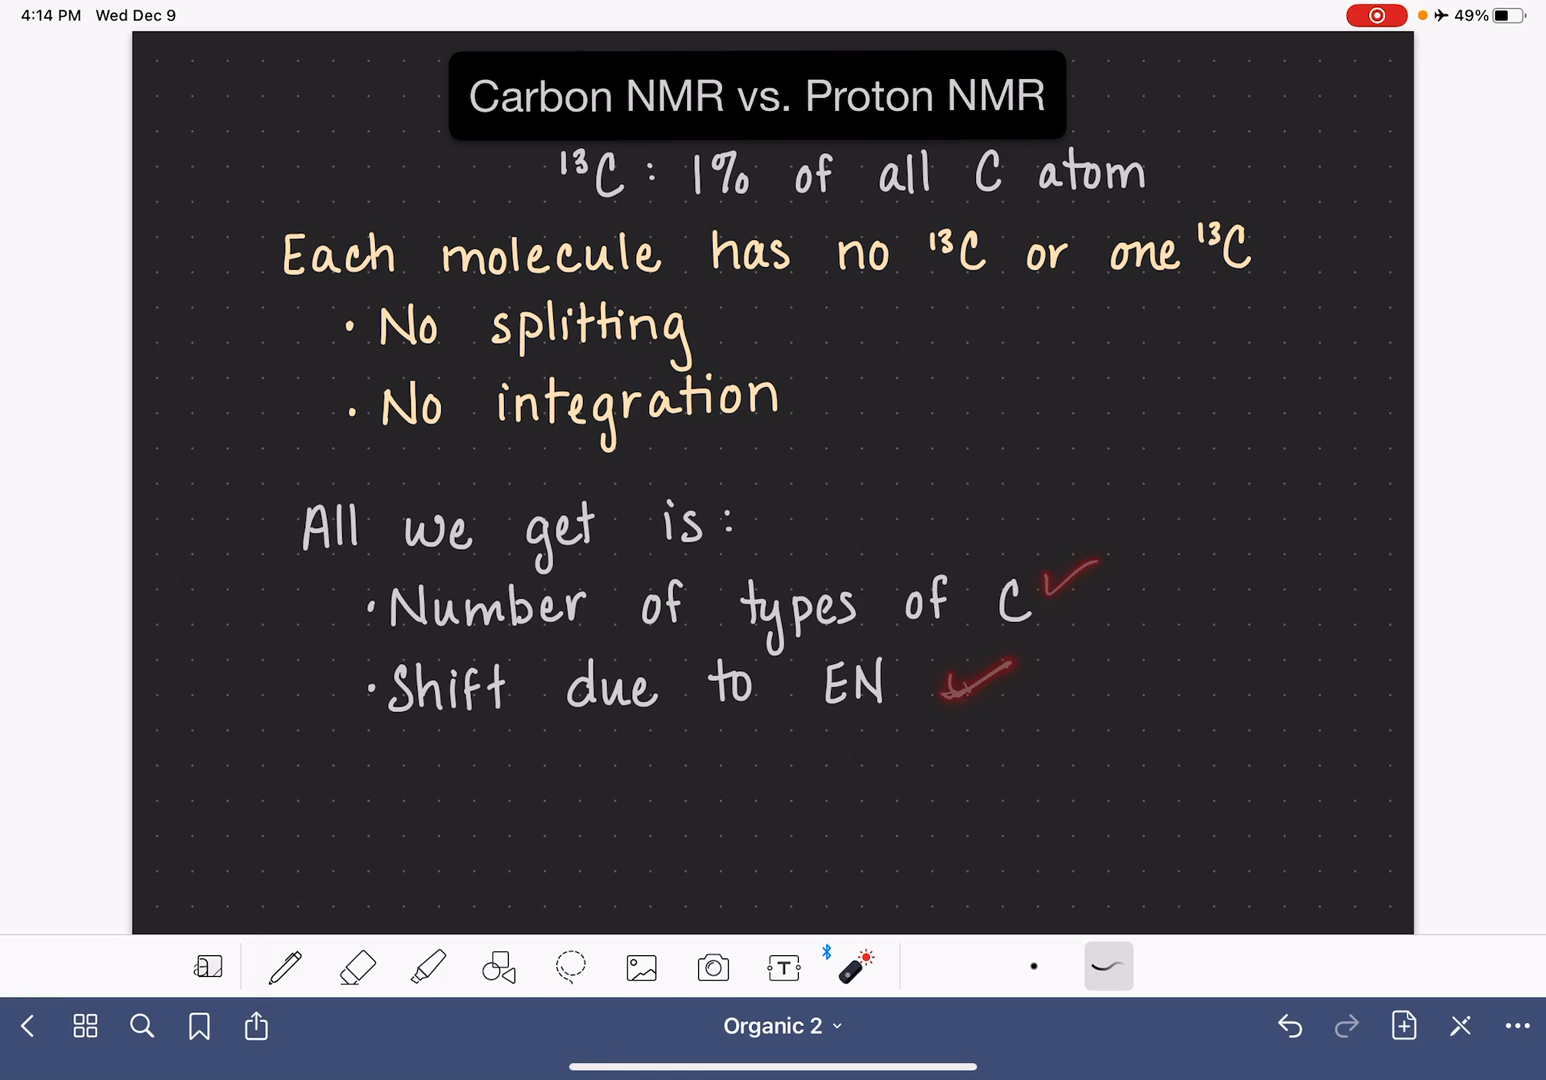 4:14 PM Wed Dec 9
49%
Carbon NMR vs. Proton NMR
¹³C : 1% of all C atom
Each molecule has no ¹³C or one ¹³C
• No splitting
• No integration
All we get is:
• Number of types of C
• Shift due to EN
T
Organic 2